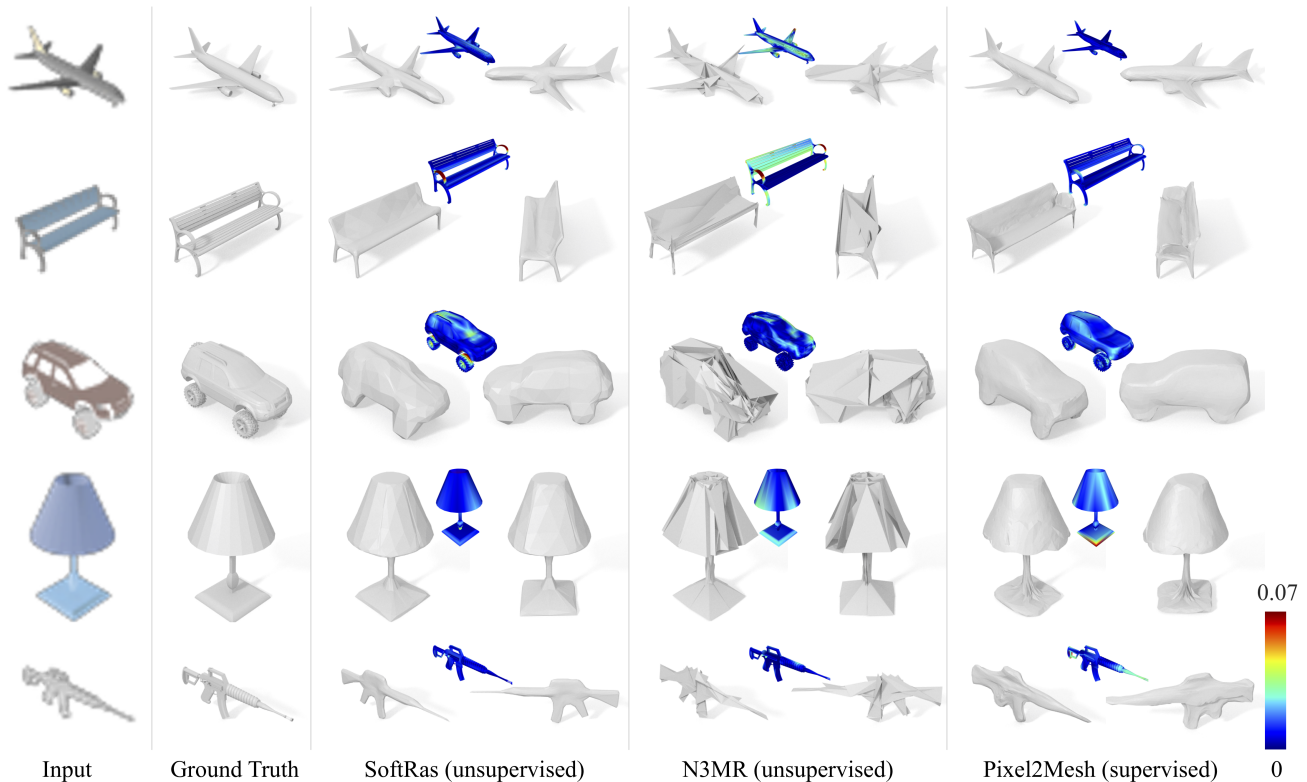 0.07
0
Input
Ground Truth
SoftRas (unsupervised)
N3MR (unsupervised)
Pixel2Mesh (supervised)